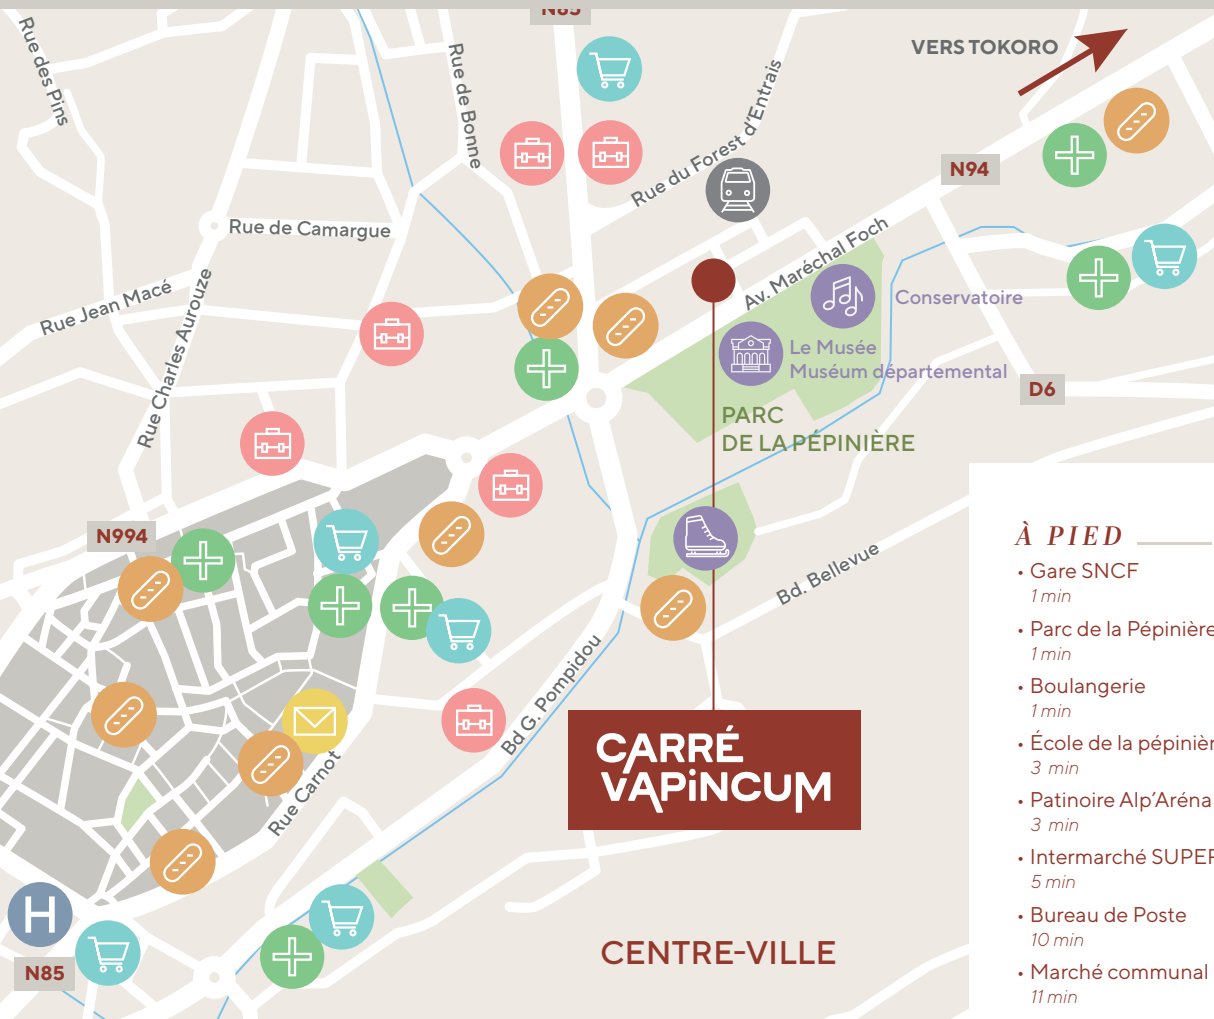 N85
VERS TOKORO
Rue des Pins
Rue de Bonne
Rue du Forest d'Entrais
N94
Rue de Camargue
Av. Maréchal Foch
Rue Jean Macé
Rue Charles Aurouze
Conservatoire
Le Musée
Muséum départemental
D6
PARC
DE LA PÉPINIÈRE
N994
Bd. Bellevue
Bd G. Pompidou
Rue Carnot
CARRÉ
VAPiNCUM
H
N85
CENTRE-VILLE
À PIED
• Gare SNCF
1 min
• Parc de la Pépinière
1 min
• Boulangerie
1 min
• École de la pépinièr
3 min
• Patinoire Alp'Aréna
3 min
• Intermarché SUPER
5 min
• Bureau de Poste
10 min
• Marché communal
11 min